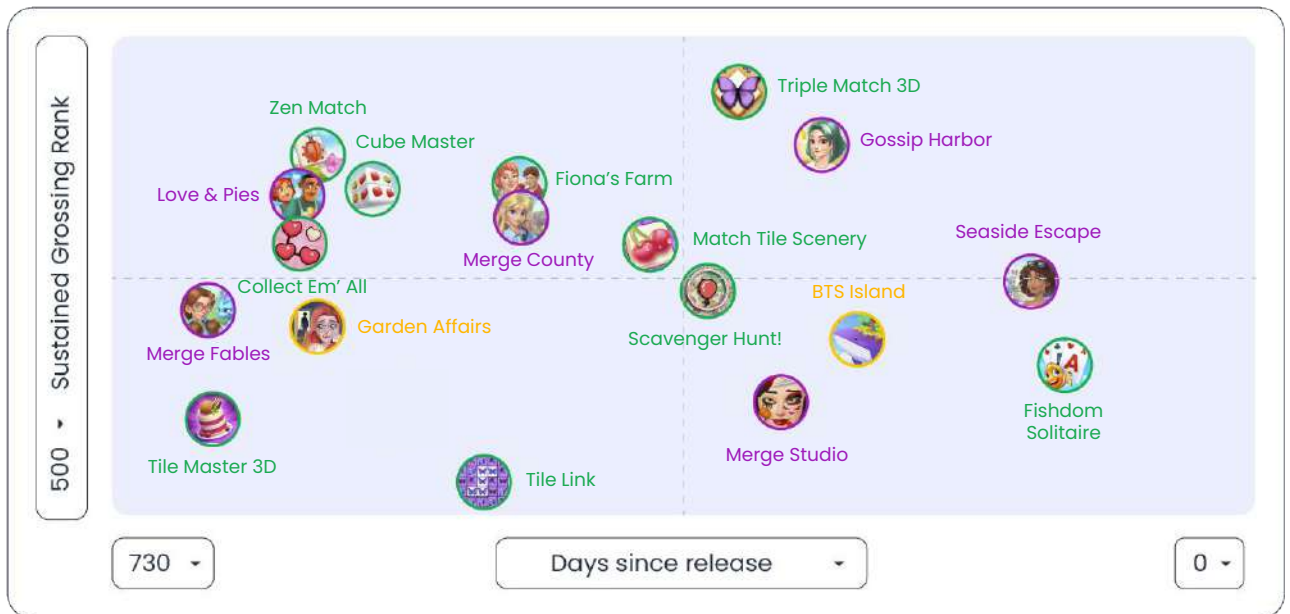 Sustained Grossing Rank
500
Triple Match 3D
Zen Match
Cube Master
Gossip Harbor
Love & Pies
Fiona's Farm
Seaside Escape
Match Tile Scenery
Merge County
Collect Em' All
BTS Island
Garden Affairs
Scavenger Hunt!
Merge Fables
Fishdom
Solitaire
Merge Studio
Tile Master 3D
Tile Link
730
Days since release
0